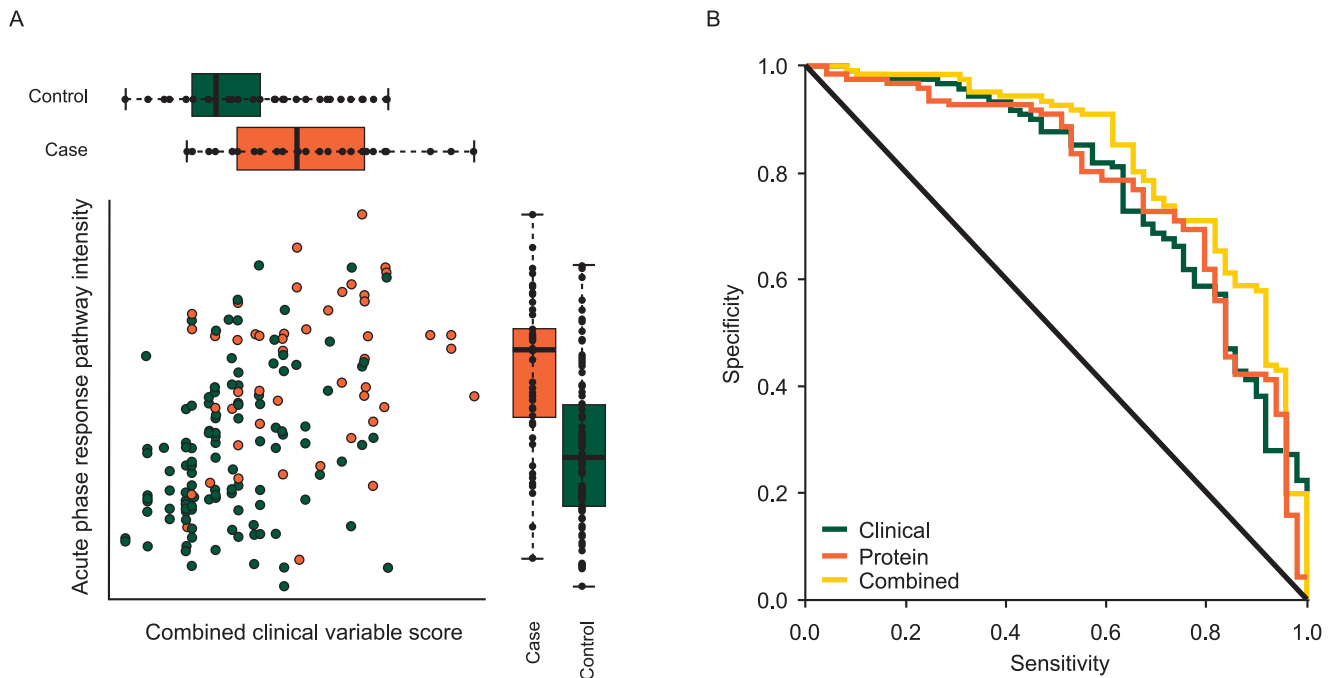 A
Control
Case
Acute phase response pathway intensity
Combined clinical variable score
Case
Control
B
1.0
0.8
0.6
0.4
0.2
0.0
Specificity
Clinical
Protein
Combined
0.0
0.2
0.4
0.6
0.8
1.0
Sensitivity